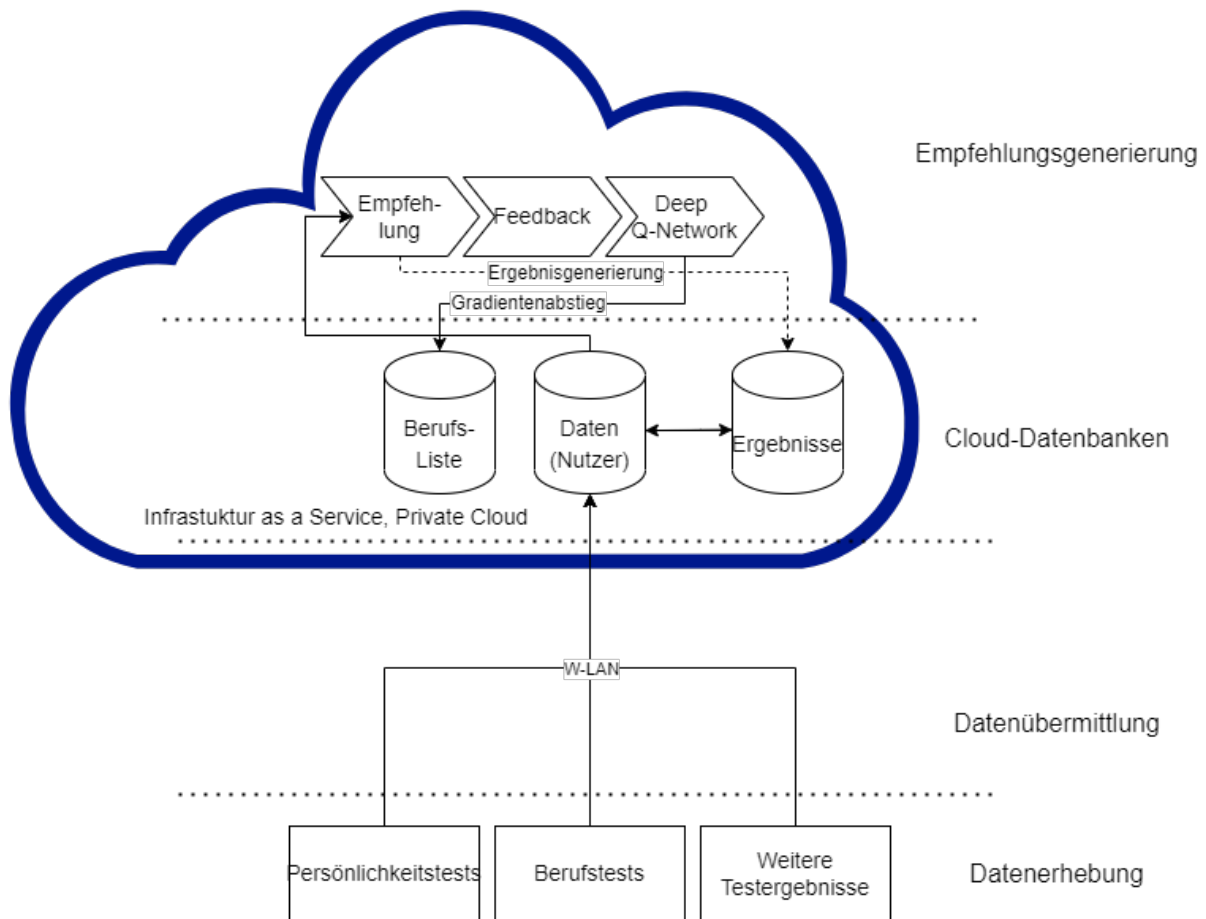 Empfehlungsgenerierung
Empfeh-
lung
Feedback
Deep
Q-Network
Ergebnisgenerierung
Gradientenabstieg
Berufs-
Liste
Daten
(Nutzer)
Ergebnisse
Cloud-Datenbanken
Infrastuktur as a Service, Private Cloud
W-LAN
Datenübermittlung
Persönlichkeitstests
Berufstests
Weitere
Testergebnisse
Datenerhebung